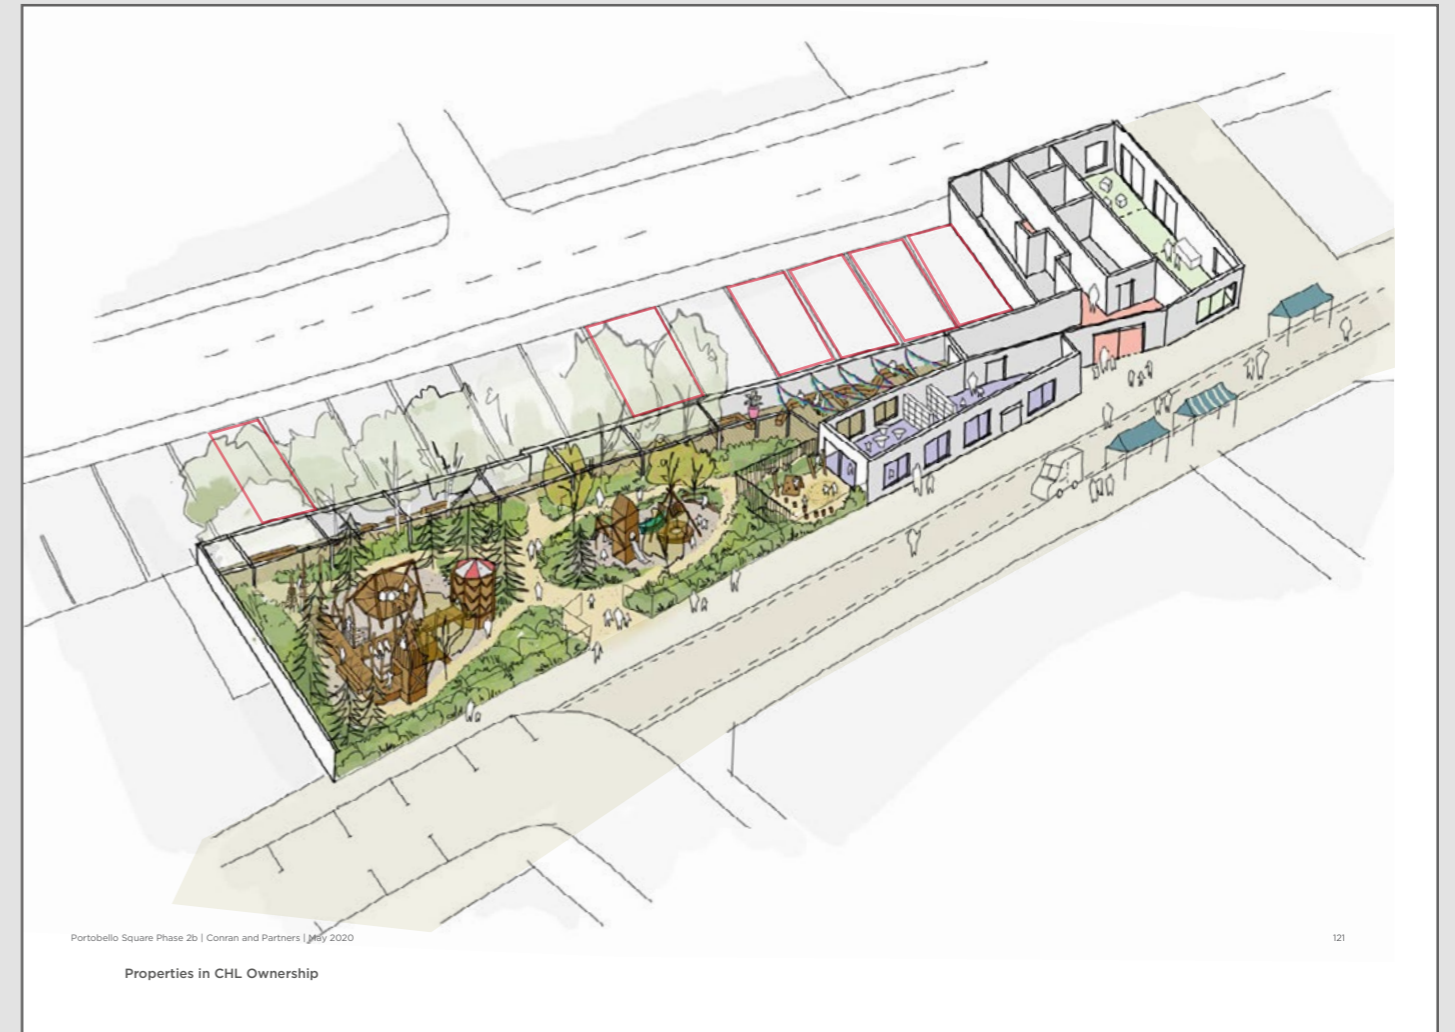 Portobello Square Phase 2b | Conran and Partners | May 2020
121
Properties in CHL Ownership